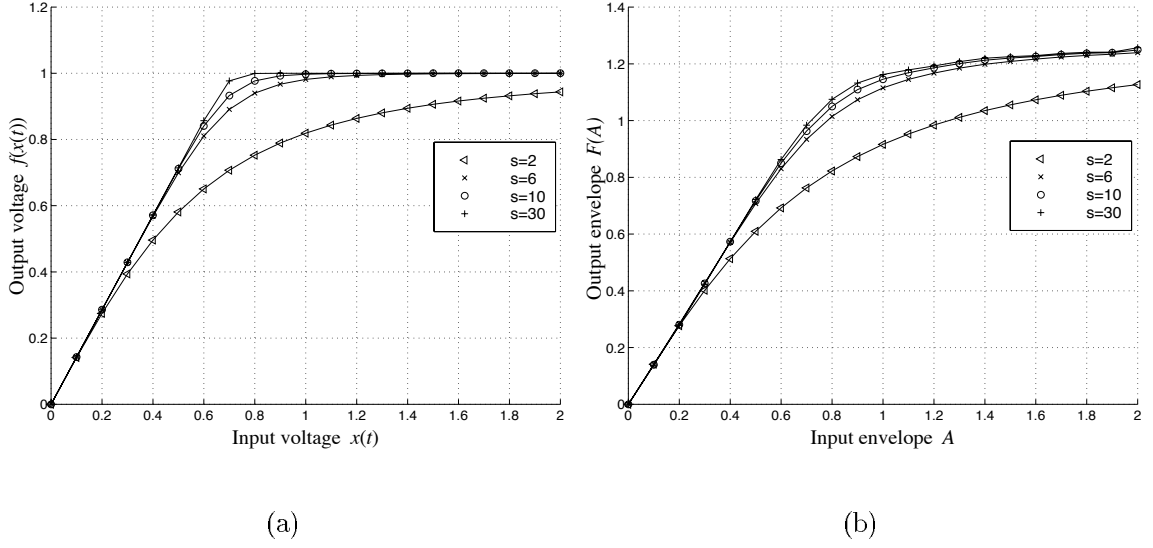 1.2
1
0.8
0.6
0.4
0.2
0
Output voltage f(x(t))
0 0.2 0.4 0.6 0.8 1 1.2 1.4 1.6 1.8 2
Input voltage x(t)
s=2
s=6
s=10
s=30
(a)
1.4
1.2
1
0.8
0.6
0.4
0.2
0
Output envelope F(A)
0 0.2 0.4 0.6 0.8 1 1.2 1.4 1.6 1.8 2
Input envelope A
s=2
s=6
s=10
s=30
(b)